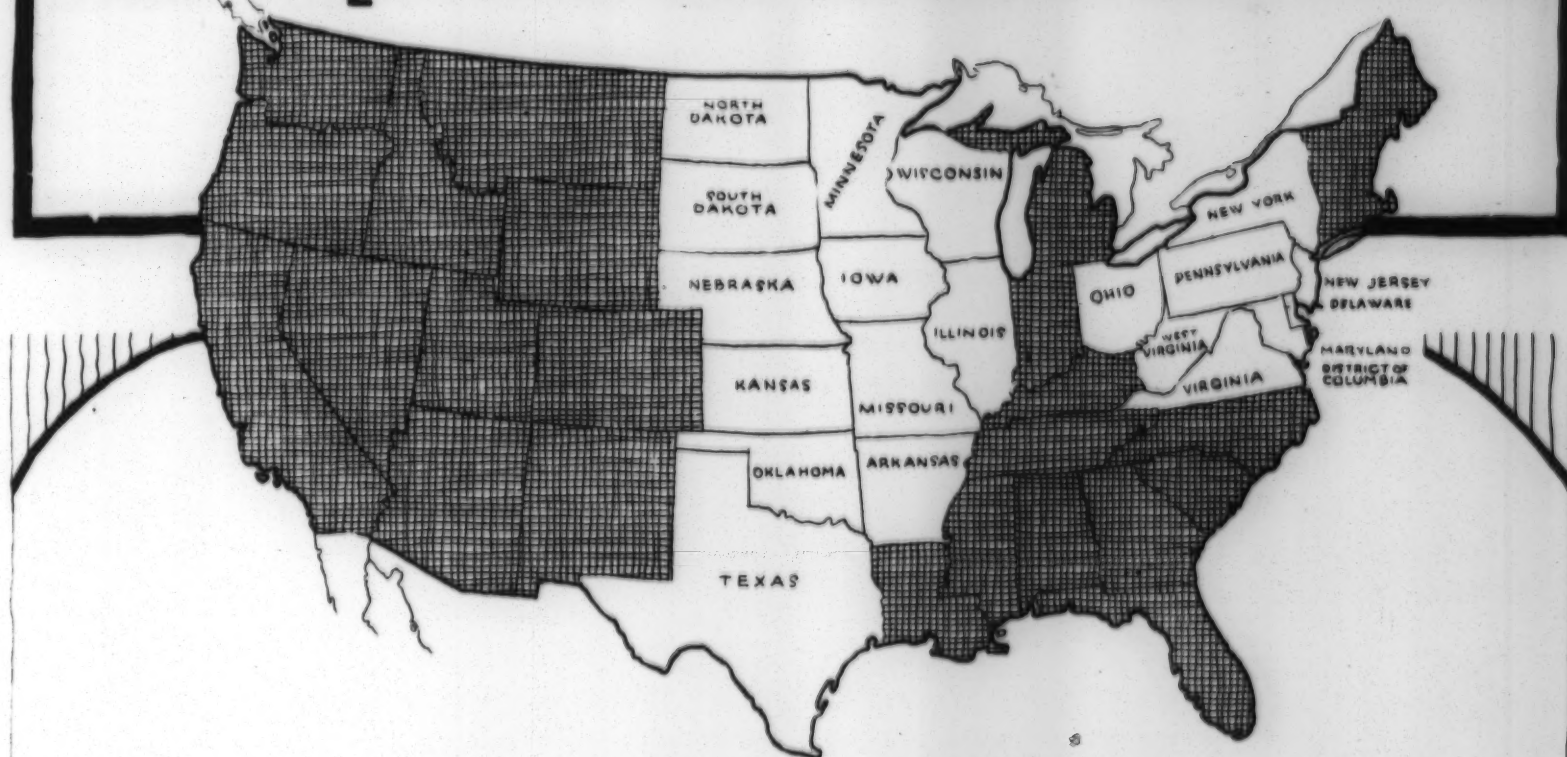 NORTH
DAKOTA
MINNESOTA
WISCONSIN
SOUTH
DAKOTA
NEW YORK
NEBRASKA
IOWA
PENNSYLVANIA
OHIO
NEW JERSEY
DELAWARE
ILLINOIS
WEST
VIRGINIA
MARYLAND
DISTRICT OF
COLUMBIA
KANSAS
VIRGINIA
MISSOURI
OKLAHOMA
ARKANSAS
TEXAS